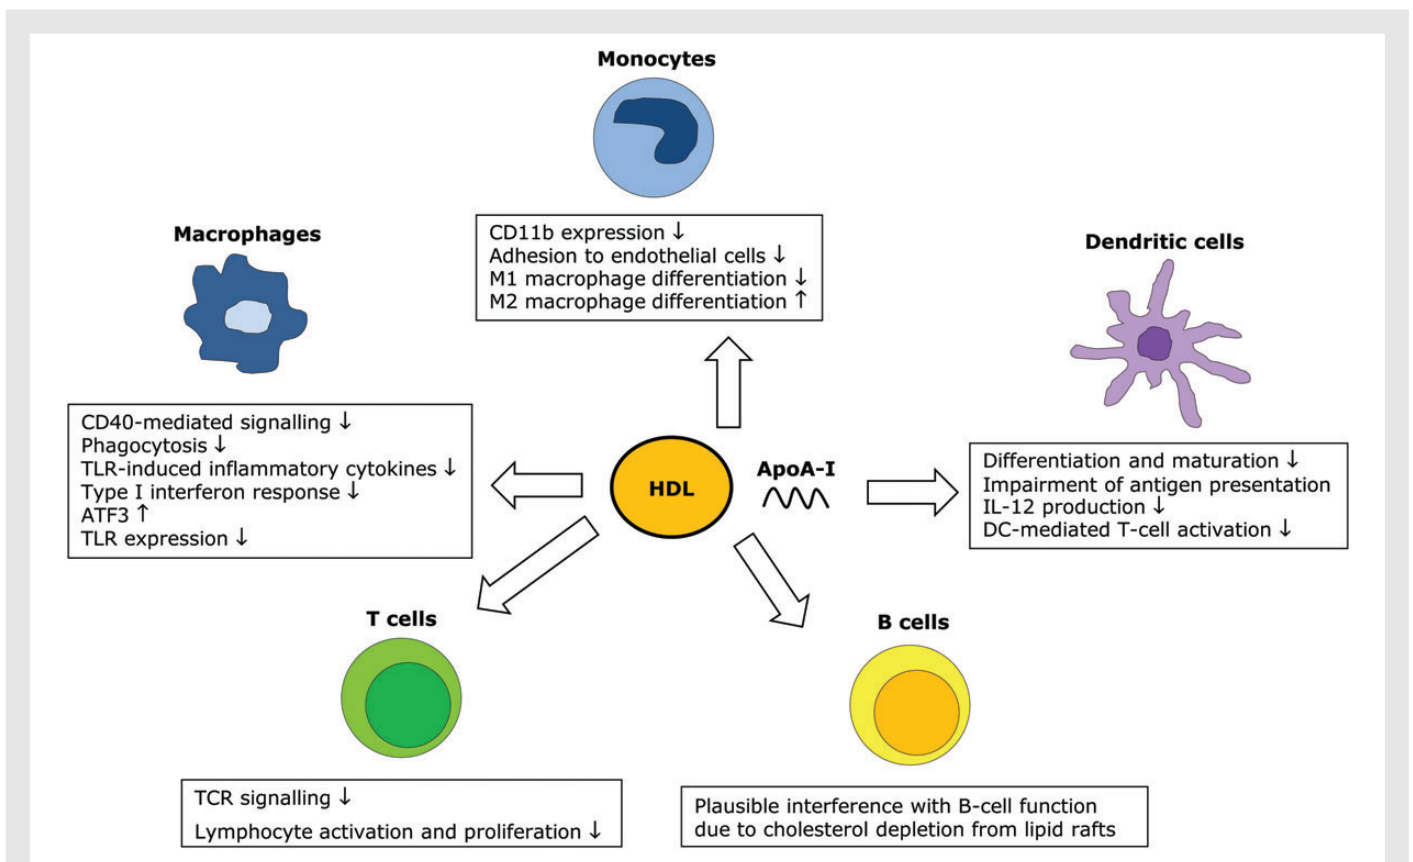 Monocytes
CD11b expression ↓
Adhesion to endothelial cells ↓
M1 macrophage differentiation ↓
M2 macrophage differentiation ↑
Macrophages
CD40-mediated signalling ↓
Phagocytosis ↓
TLR-induced inflammatory cytokines ↓
Type I interferon response ↓
ATF3 ↑
TLR expression ↓
Dendritic cells
Differentiation and maturation ↓
Impairment of antigen presentation
IL-12 production ↓
DC-mediated T-cell activation ↓
HDL
ApoA-I
T cells
TCR signalling ↓
Lymphocyte activation and proliferation ↓
B cells
Plausible interference with B-cell function
due to cholesterol depletion from lipid rafts